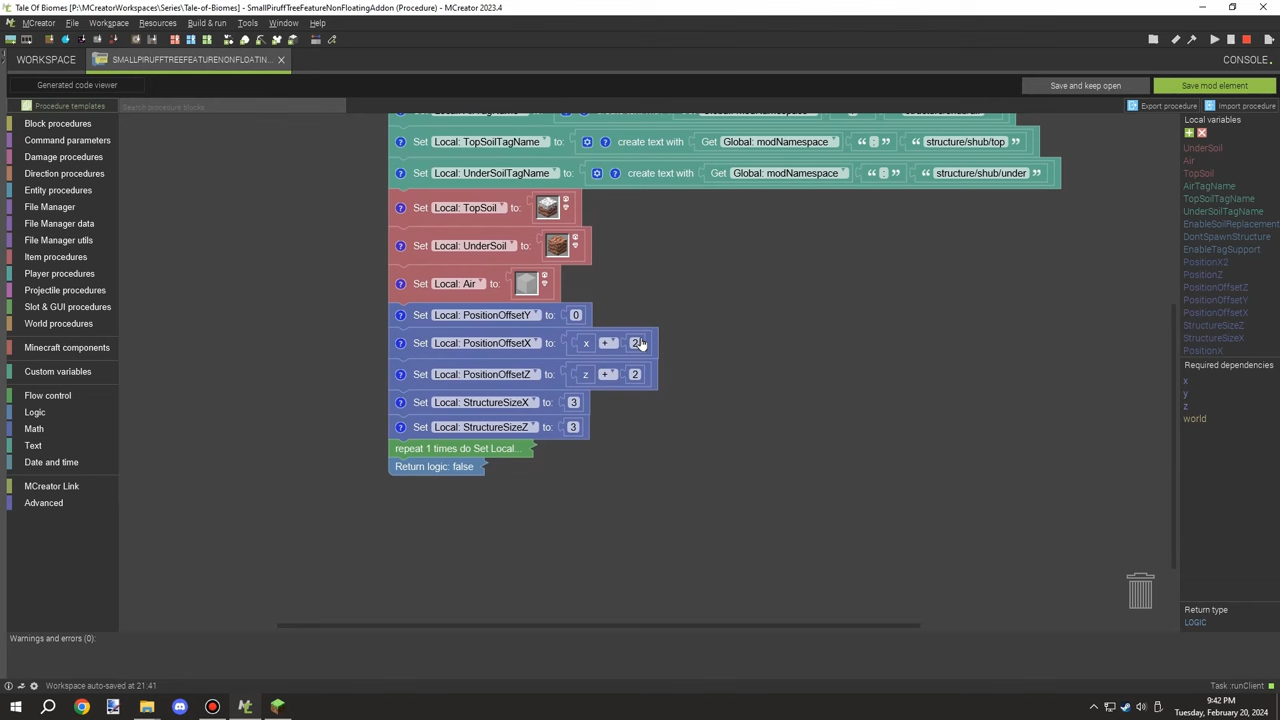 Tale Of Biomes [P:\MCreatorWorkspaces\Series\Tale-of-Biomes] - SmallPiruffTreeFeatureNonFloatingAddon (Procedure) - MCreator 2023.4
MCreator File Workspace Resources Build & run Tools Window Help
WORKSPACE SMALLPIRUFFTREEFEATURENONFLOATIN... CONSOLE
Generated code viewer Save and keep open Save mod element
Procedure templates Search procedure blocks Export procedure Import procedure
Block procedures
Command parameters
Damage procedures
Direction procedures
Entity procedures
File Manager
File Manager data
File Manager utils
Item procedures
Player procedures
Projectile procedures
Slot & GUI procedures
World procedures
Minecraft components
Custom variables
Flow control
Logic
Math
Text
Date and time
MCreator Link
Advanced
Set Local: TopSoilTagName to: create text with Get Global: modNamespace “ : ” “ structure/shub/top ”
Set Local: UnderSoilTagName to: create text with Get Global: modNamespace “ : ” “ structure/shub/under ”
Set Local: TopSoil to:
Set Local: UnderSoil to:
Set Local: Air to:
Set Local: PositionOffsetY to: 0
Set Local: PositionOffsetX to: x + 2
Set Local: PositionOffsetZ to: z + 2
Set Local: StructureSizeX to: 3
Set Local: StructureSizeZ to: 3
repeat 1 times do Set Local...
Return logic: false
Local variables
UnderSoil
Air
TopSoil
AirTagName
TopSoilTagName
UnderSoilTagName
EnableSoilReplacement
DontSpawnStructure
EnableTagSupport
PositionX2
PositionZ
PositionOffsetZ
PositionOffsetY
PositionOffsetX
StructureSizeZ
StructureSizeX
PositionX
Required dependencies
x
y
z
world
Return type
LOGIC
Warnings and errors (0):
Workspace auto-saved at 21:41 Task :runClient
9:42 PM
Tuesday, February 20, 2024